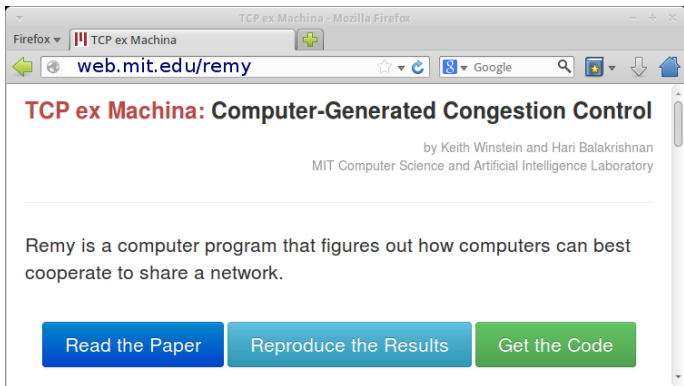 TCP ex Machina - Mozilla Firefox
Firefox
TCP ex Machina
web.mit.edu/remy
Google
TCP ex Machina: Computer-Generated Congestion Control
by Keith Winstein and Hari Balakrishnan
MIT Computer Science and Artificial Intelligence Laboratory
Remy is a computer program that figures out how computers can best
cooperate to share a network.
Read the Paper
Reproduce the Results
Get the Code